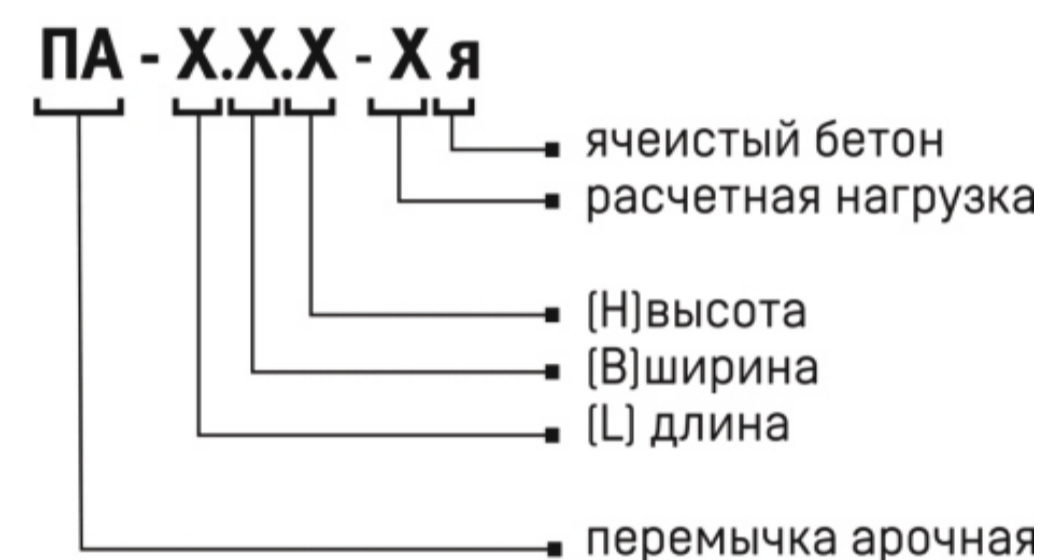 ПА - X.X.X - X я
ячеистый бетон
расчетная нагрузка
(H)высота
(B)ширина
(L) длина
перемычка арочная